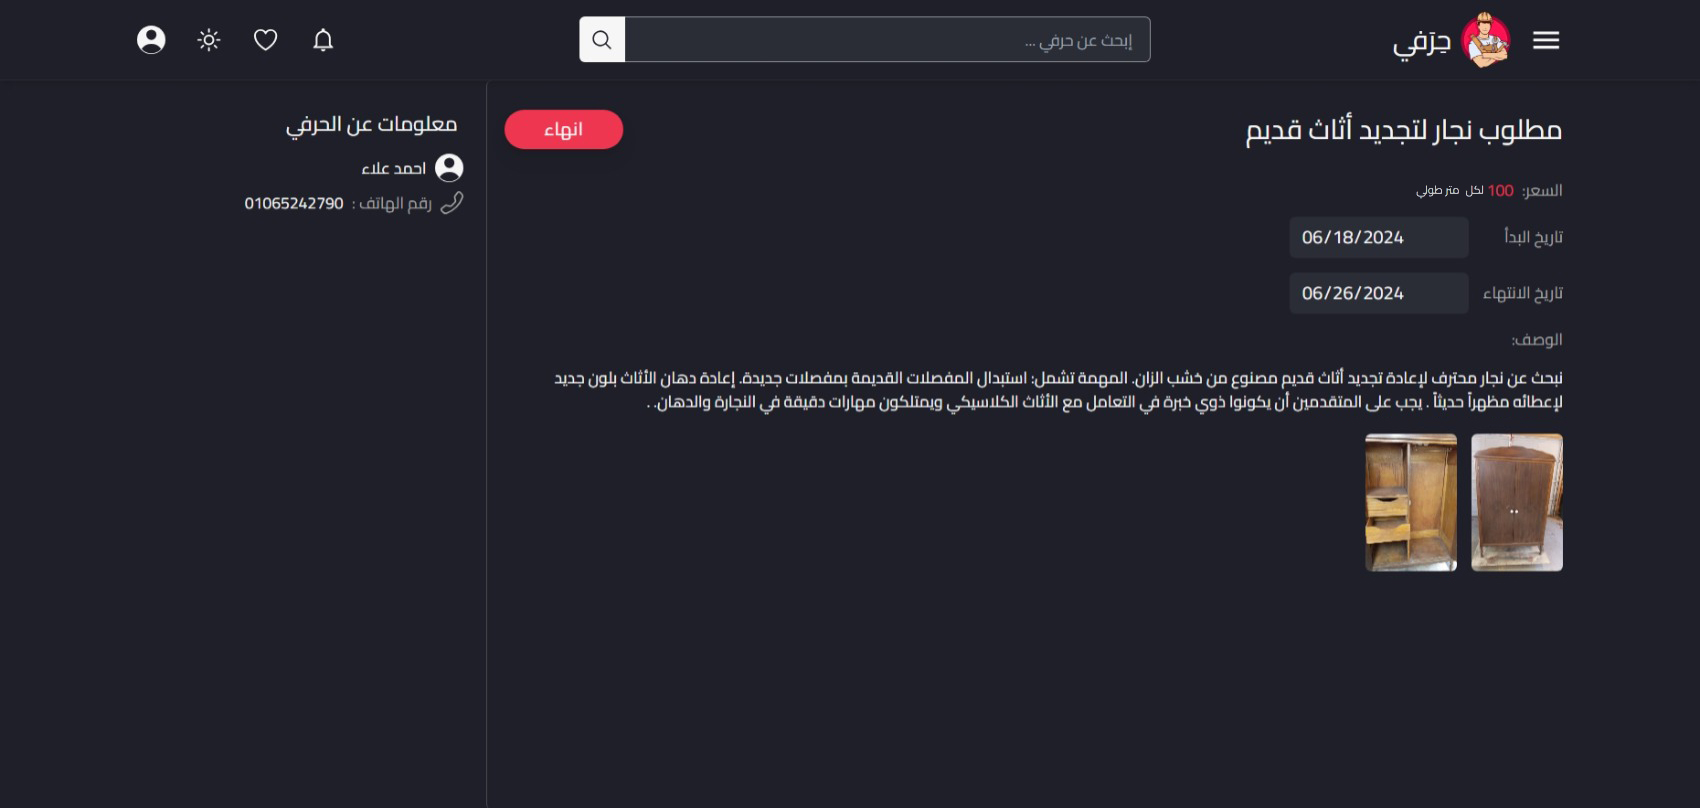 حِرَفي
إبحث عن حرفي ...
مطلوب نجار لتجديد أثاث قديم
انهاء
السعر: 100 لكل متر طولي
تاريخ البدأ 06/18/2024
تاريخ الانتهاء 06/26/2024
الوصف:
نبحث عن نجار محترف لإعادة تجديد أثاث قديم مصنوع من خشب الزان. المهمة تشمل: استبدال المفصلات القديمة بمفصلات جديدة. إعادة دهان الأثاث بلون جديد
لإعطائه مظهراً حديثاً . يجب على المتقدمين أن يكونوا ذوي خبرة في التعامل مع الأثاث الكلاسيكي ويمتلكون مهارات دقيقة في النجارة والدهان. .
معلومات عن الحرفي
احمد علاء
رقم الهاتف : 01065242790